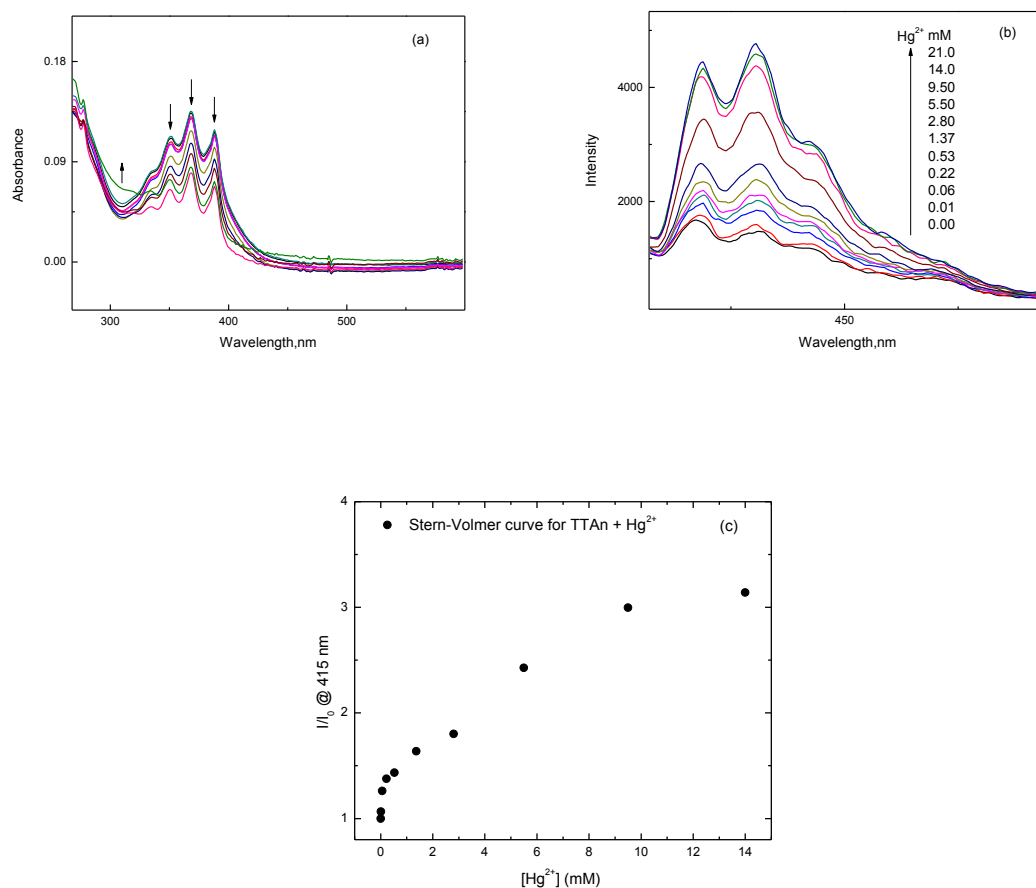 (a)
0.18
0.09
0.00
Absorbance
300
400
500
Wavelength,nm
(b)
Hg²⁺ mM
21.0
14.0
9.50
5.50
2.80
1.37
0.53
0.22
0.06
0.01
0.00
4000
2000
Intensity
450
Wavelength,nm
Stern-Volmer curve for TTAn + Hg²⁺
(c)
4
3
2
1
I/I₀ @ 415 nm
0
2
4
6
8
10
12
14
[Hg²⁺] (mM)